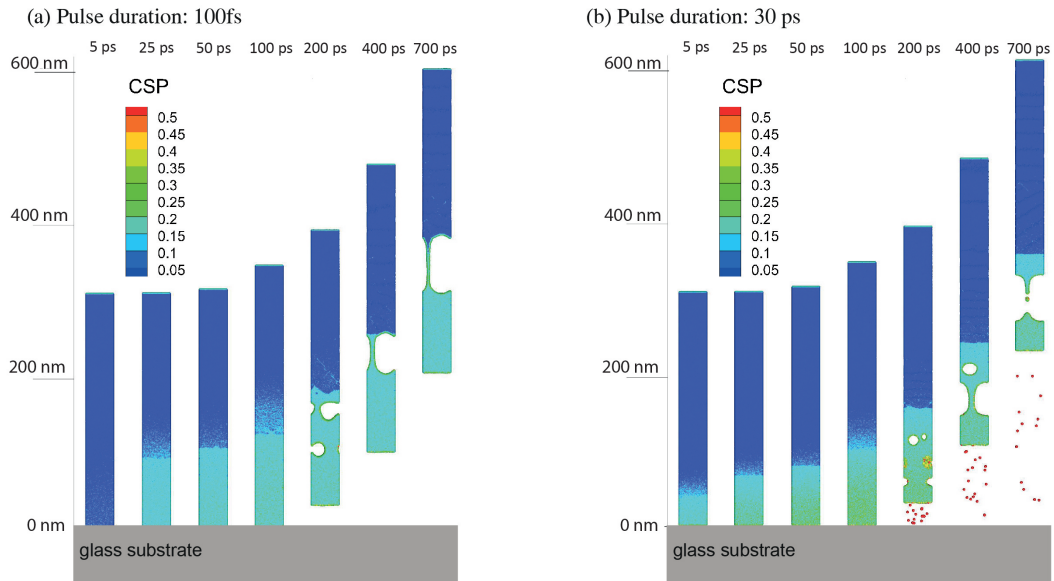 (a) Pulse duration: 100fs
5 ps 25 ps 50 ps 100 ps 200 ps 400 ps 700 ps
600 nm
CSP
0.5
0.45
0.4
0.35
0.3
0.25
0.2
0.15
0.1
0.05
400 nm
200 nm
0 nm
glass substrate
(b) Pulse duration: 30 ps
5 ps 25 ps 50 ps 100 ps 200 ps 400 ps 700 ps
600 nm
CSP
0.5
0.45
0.4
0.35
0.3
0.25
0.2
0.15
0.1
0.05
400 nm
200 nm
0 nm
glass substrate